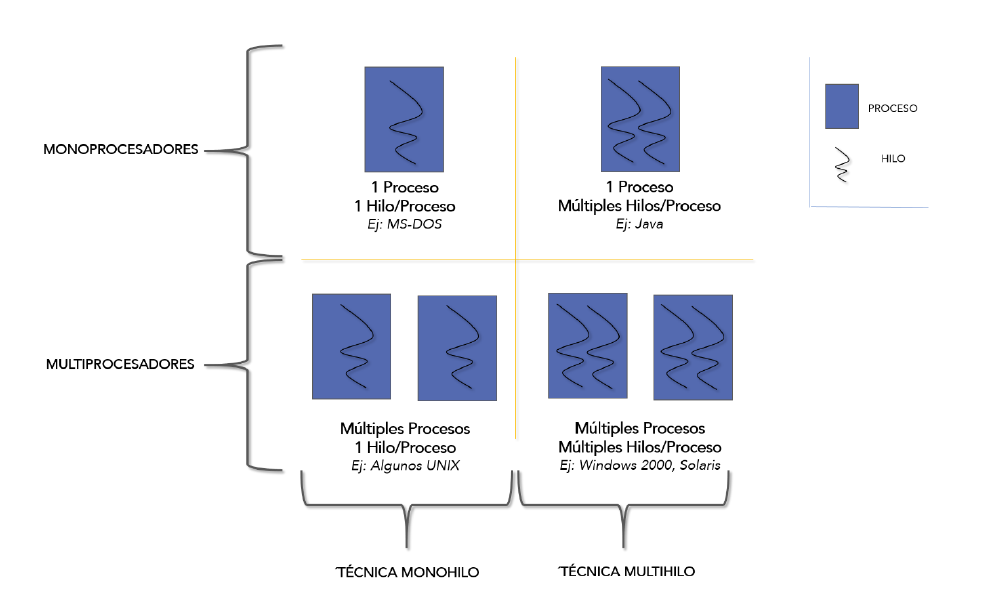 MONOPROCESADORES
1 Proceso
1 Hilo/Proceso
Ej: MS-DOS
1 Proceso
Múltiples Hilos/Proceso
Ej: Java
PROCESO
HILO
MULTIPROCESADORES
Múltiples Procesos
1 Hilo/Proceso
Ej: Algunos UNIX
Múltiples Procesos
Múltiples Hilos/Proceso
Ej: Windows 2000, Solaris
TÉCNICA MONOHILO
TÉCNICA MULTIHILO